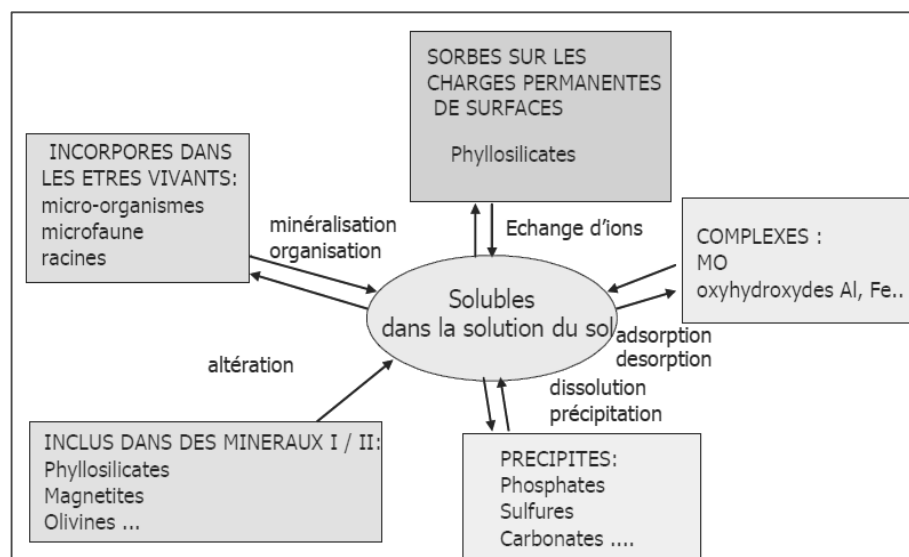 SORBES SUR LES
CHARGES PERMANENTES
DE SURFACES
Phyllosilicates
INCORPORES DANS
LES ETRES VIVANTS:
micro-organismes
microfaune
racines
minéralisation
organisation
Echange d'ions
COMPLEXES :
MO
oxyhydroxydes Al, Fe..
Solubles
dans la solution du sol
adsorption
desorption
altération
dissolution
précipitation
INCLUS DANS DES MINERAUX I / II:
Phyllosilicates
Magnetites
Olivines ...
PRECIPITES:
Phosphates
Sulfures
Carbonates ....